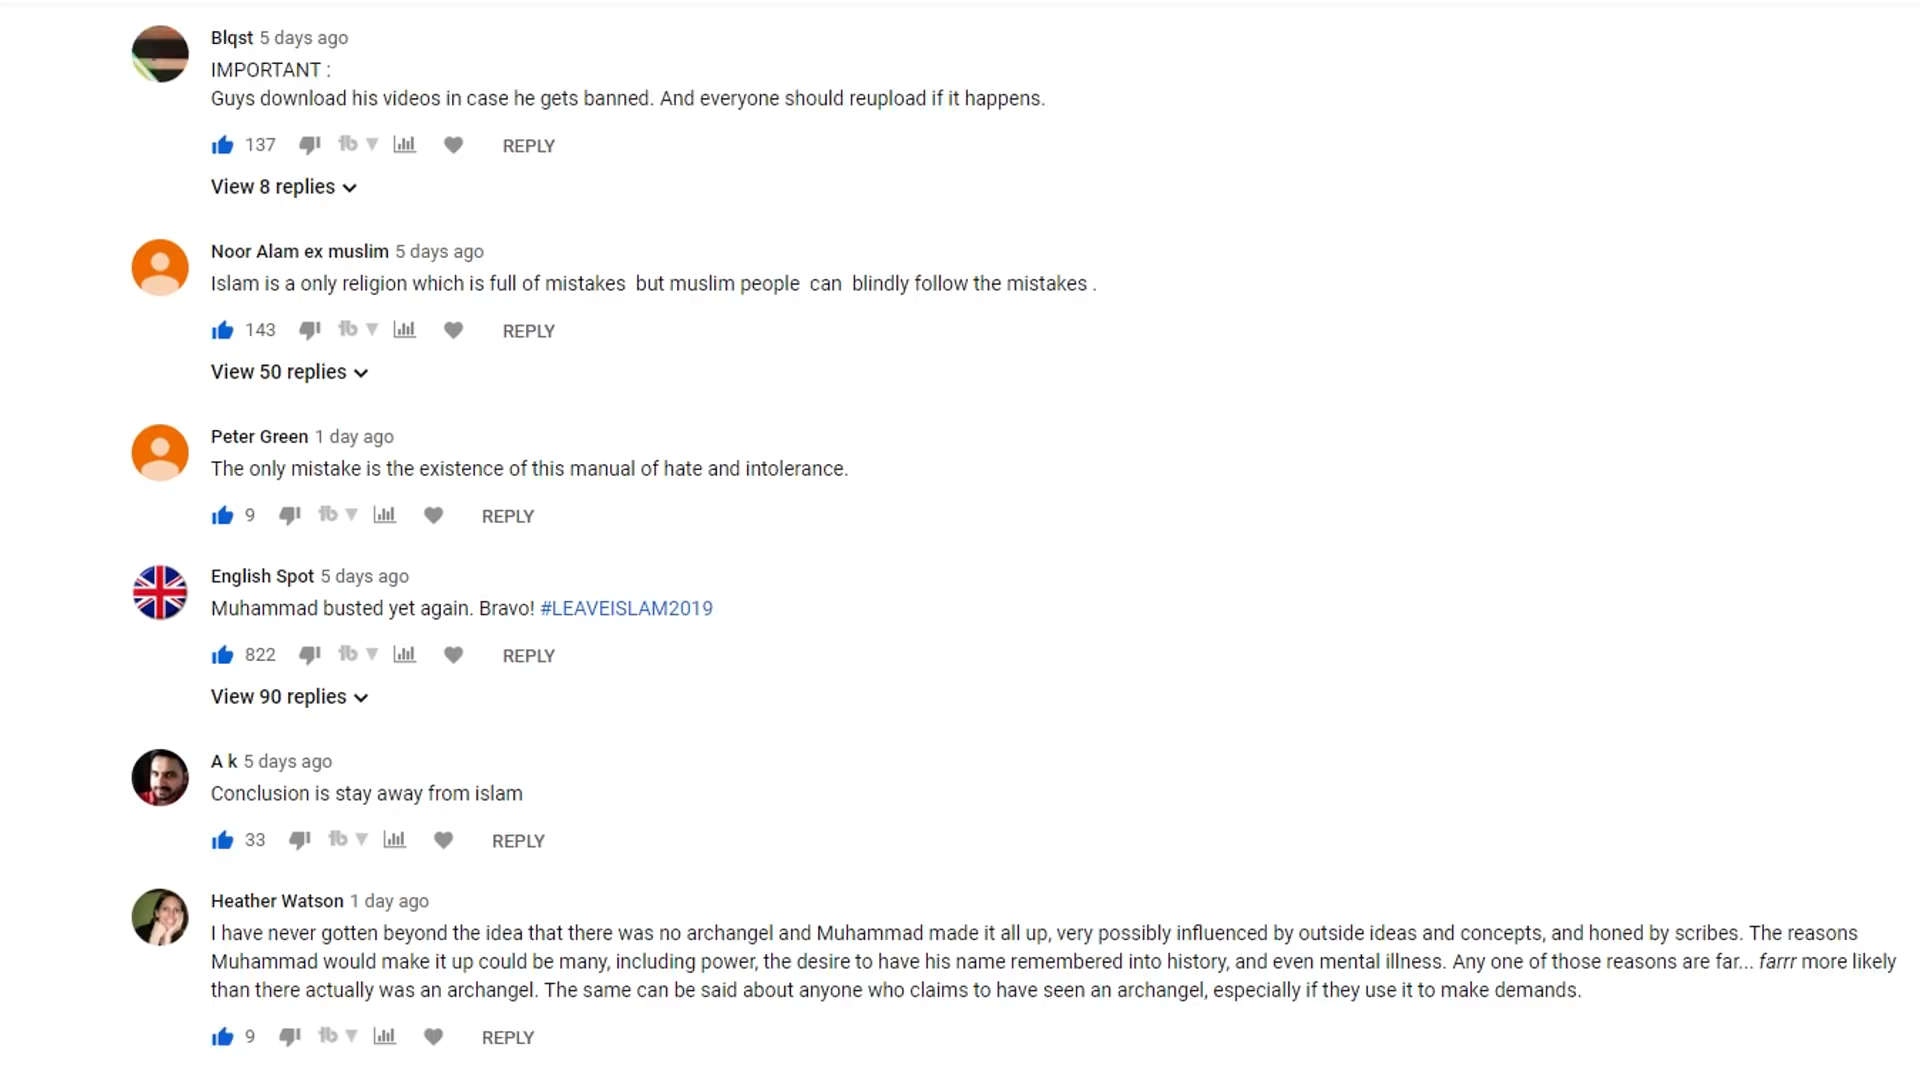 Blqst 5 days ago
IMPORTANT :
Guys download his videos in case he gets banned. And everyone should reupload if it happens.
137 tb REPLY
View 8 replies
Noor Alam ex muslim 5 days ago
Islam is a only religion which is full of mistakes  but muslim people  can  blindly follow the mistakes .
143 tb REPLY
View 50 replies
Peter Green 1 day ago
The only mistake is the existence of this manual of hate and intolerance.
9 tb REPLY
English Spot 5 days ago
Muhammad busted yet again. Bravo! #LEAVEISLAM2019
822 tb REPLY
View 90 replies
A k 5 days ago
Conclusion is stay away from islam
33 tb REPLY
Heather Watson 1 day ago
I have never gotten beyond the idea that there was no archangel and Muhammad made it all up, very possibly influenced by outside ideas and concepts, and honed by scribes. The reasons
Muhammad would make it up could be many, including power, the desire to have his name remembered into history, and even mental illness. Any one of those reasons are far... farrr more likely
than there actually was an archangel. The same can be said about anyone who claims to have seen an archangel, especially if they use it to make demands.
9 tb REPLY